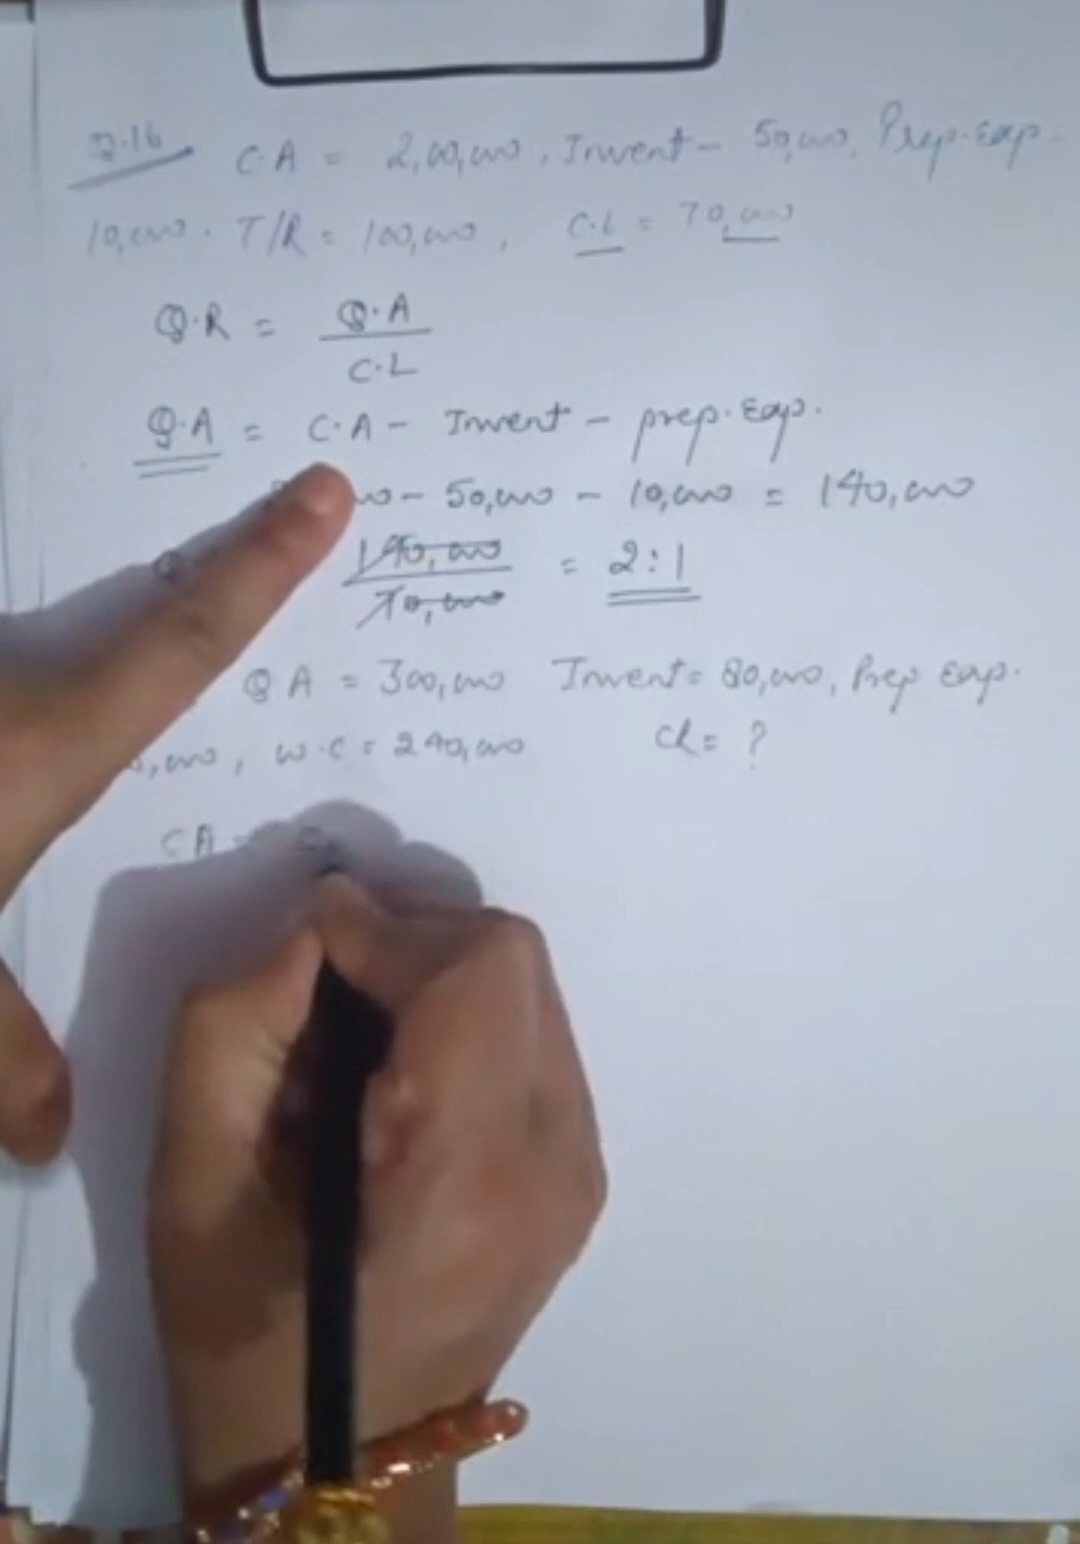 Q.16 C.A = 2,00,000, Invent - 50,000, Prep. Exp -
10,000. T/R = 100,000, C.L = 70,000
Q.R = Q.A / C.L
Q.A = C.A - Invent - prep. Exp.
- 50,000 - 10,000 = 140,000
140,000 / 70,000 = 2:1
QA = 300,000 Invent = 80,000, Prep Exp.
W.C = 240,000 CL = ?
CA =